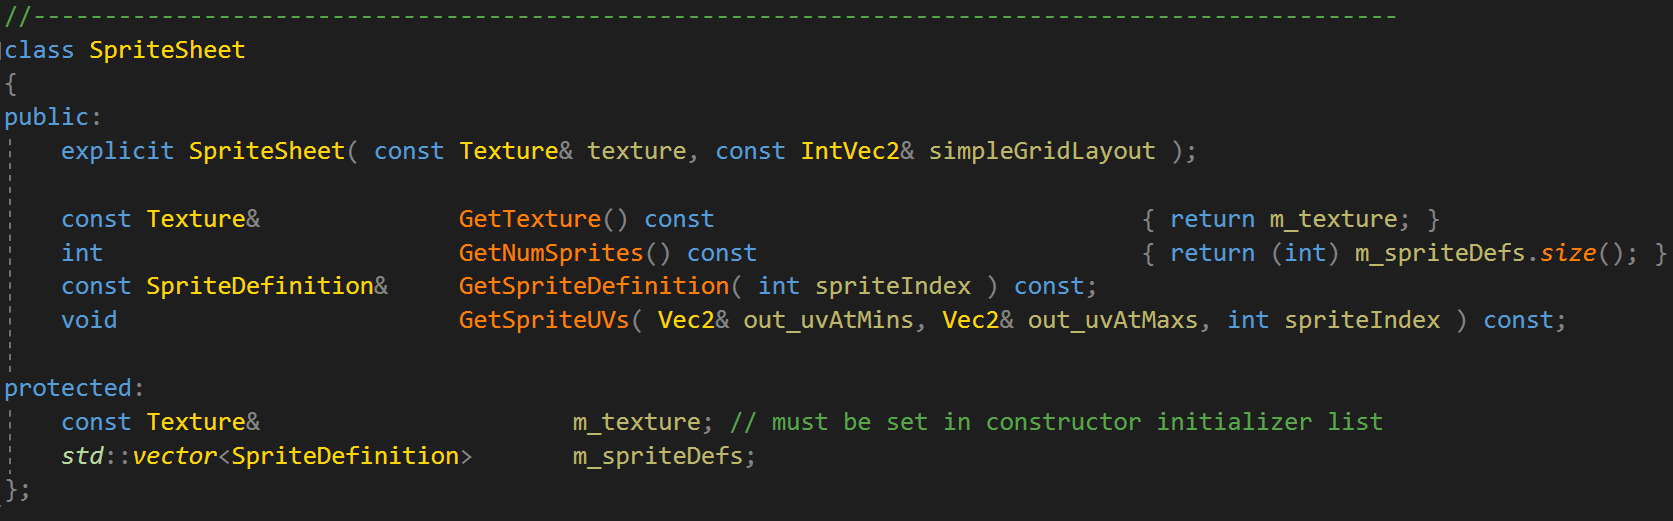 //------------------------------------------------------------------------------------------------
class SpriteSheet
{
public:
	explicit SpriteSheet( const Texture& texture, const IntVec2& simpleGridLayout );
	const Texture&				GetTexture() const								{ return m_texture; }
	int							GetNumSprites() const							{ return (int) m_spriteDefs.size(); }
	const SpriteDefinition&		GetSpriteDefinition( int spriteIndex ) const;
	void						GetSpriteUVs( Vec2& out_uvAtMins, Vec2& out_uvAtMaxs, int spriteIndex ) const;
protected:
	const Texture&						m_texture; // must be set in constructor initializer list
	std::vector<SpriteDefinition>		m_spriteDefs;
};